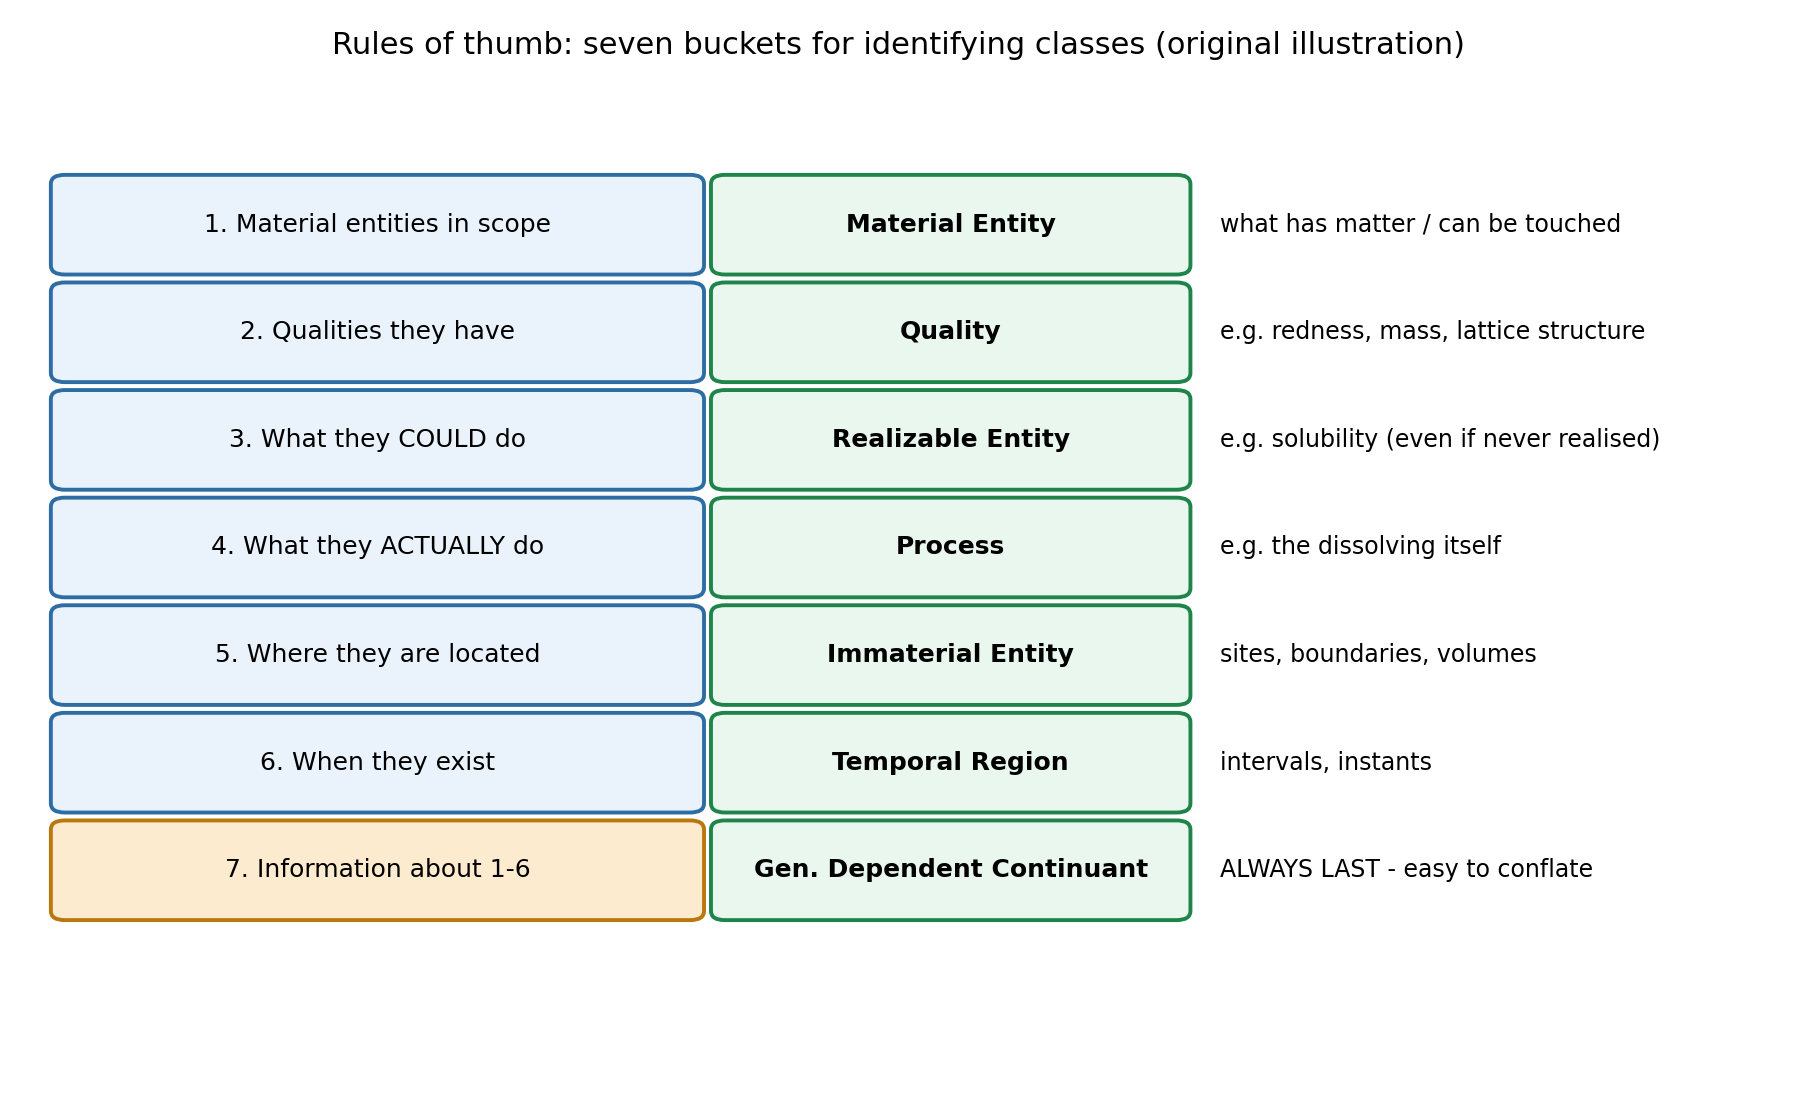 Rules of thumb: seven buckets for identifying classes (original illustration)
1. Material entities in scope
Material Entity
what has matter / can be touched
2. Qualities they have
Quality
e.g. redness, mass, lattice structure
3. What they COULD do
Realizable Entity
e.g. solubility (even if never realised)
4. What they ACTUALLY do
Process
e.g. the dissolving itself
5. Where they are located
Immaterial Entity
sites, boundaries, volumes
6. When they exist
Temporal Region
intervals, instants
7. Information about 1-6
Gen. Dependent Continuant
ALWAYS LAST - easy to conflate